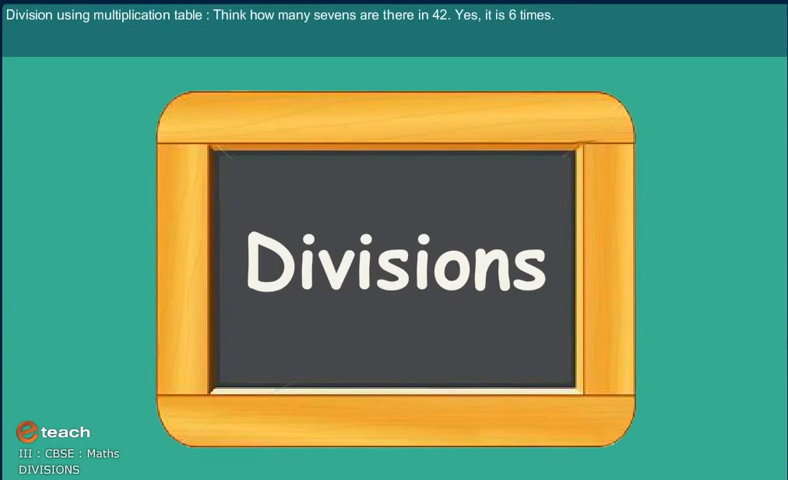 Division using multiplication table : Think how many sevens are there in 42. Yes, it is 6 times.
Divisions
e teach
III : CBSE : Maths
DIVISIONS